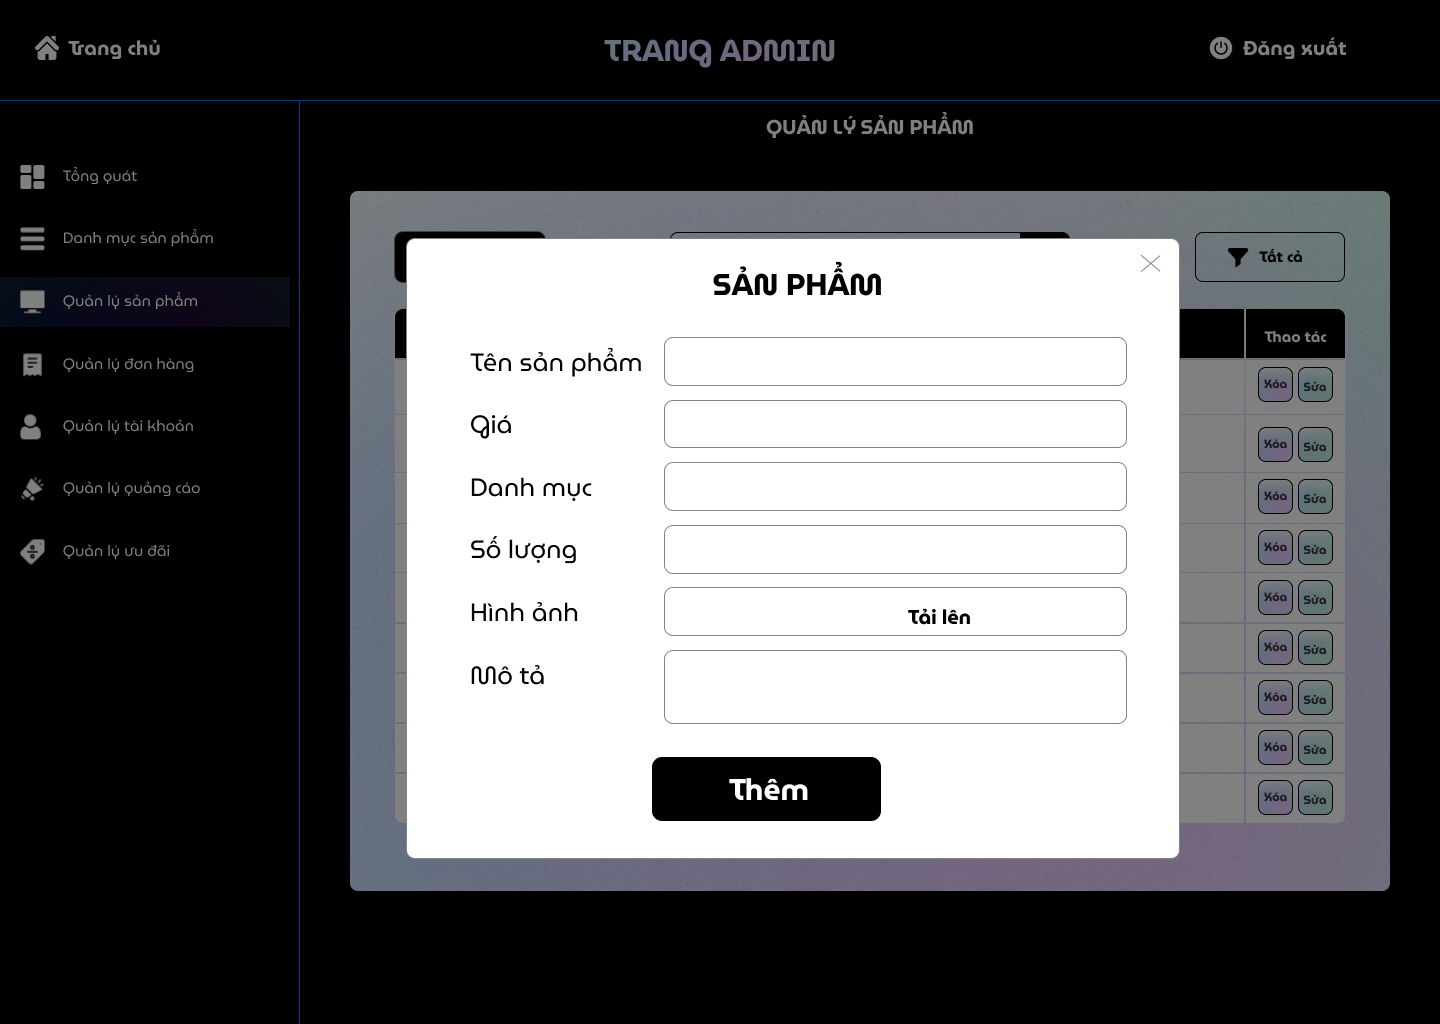 Trang chủ
TRANG ADMIN
Đăng xuất
QUẢN LÝ SẢN PHẨM
Tổng quát
Danh mục sản phẩm
Quản lý sản phẩm
Quản lý đơn hàng
Quản lý tài khoản
Quản lý quảng cáo
Quản lý ưu đãi
Tất cả
SẢN PHẨM
Tên sản phẩm
Giá
Danh mục
Số lượng
Hình ảnh
Tải lên
Mô tả
Thêm
Thao tác
Xóa Sửa
Xóa Sửa
Xóa Sửa
Xóa Sửa
Xóa Sửa
Xóa Sửa
Xóa Sửa
Xóa Sửa
Xóa Sửa